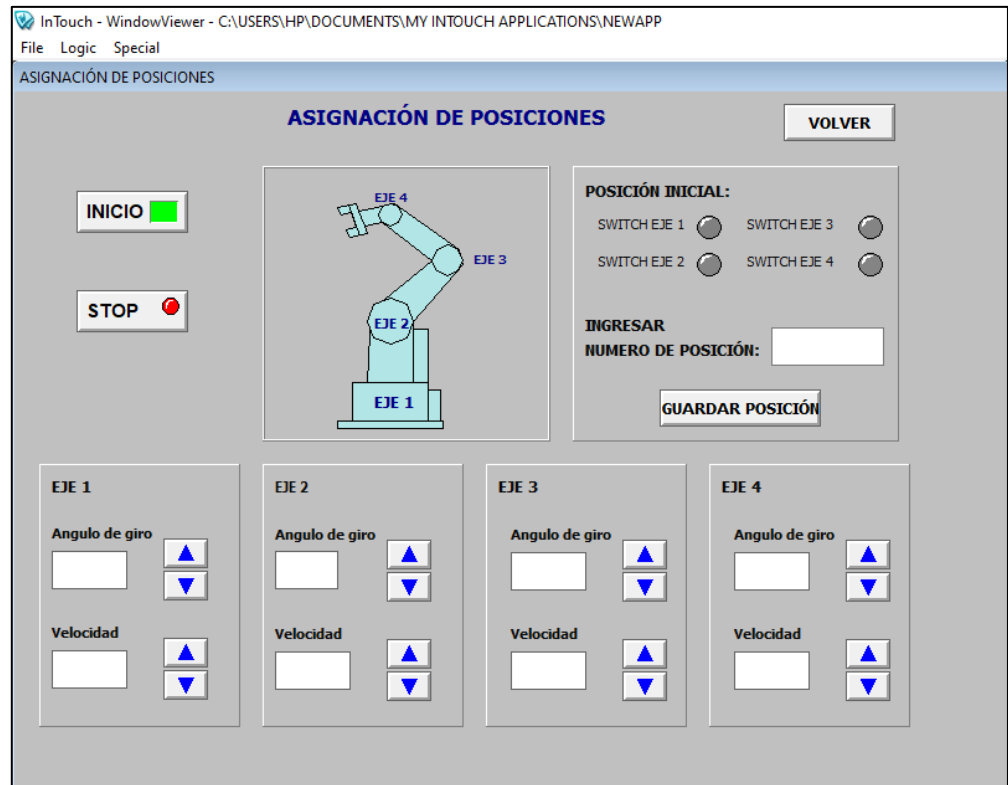 InTouch - WindowViewer - C:\USERS\HP\DOCUMENTS\MY INTOUCH APPLICATIONS\NEWAPP
File Logic Special
ASIGNACIÓN DE POSICIONES
ASIGNACIÓN DE POSICIONES
VOLVER
INICIO
STOP
EJE 4
EJE 3
EJE 2
EJE 1
POSICIÓN INICIAL:
SWITCH EJE 1 SWITCH EJE 3
SWITCH EJE 2 SWITCH EJE 4
INGRESAR
NUMERO DE POSICIÓN:
GUARDAR POSICIÓN
EJE 1
Angulo de giro
Velocidad
EJE 2
Angulo de giro
Velocidad
EJE 3
Angulo de giro
Velocidad
EJE 4
Angulo de giro
Velocidad